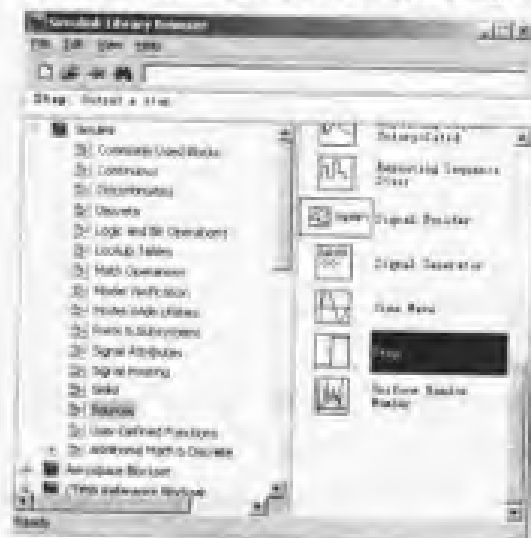 Simulink Library Browser
File Edit View Help
Step: Output a step.
Simulink
Commonly Used Blocks
Continuous
Discontinuities
Discrete
Logic and Bit Operations
Lookup Tables
Math Operations
Model Verification
Model-Wide Utilities
Ports & Subsystems
Signal Attributes
Signal Routing
Sinks
Sources
User-Defined Functions
Additional Math & Discrete
Aerospace Blockset
Interpolated
Repeating Sequence
Stair
Signal Builder
Signal Generator
Sine Wave
Step
Uniform Random
Number
Ready